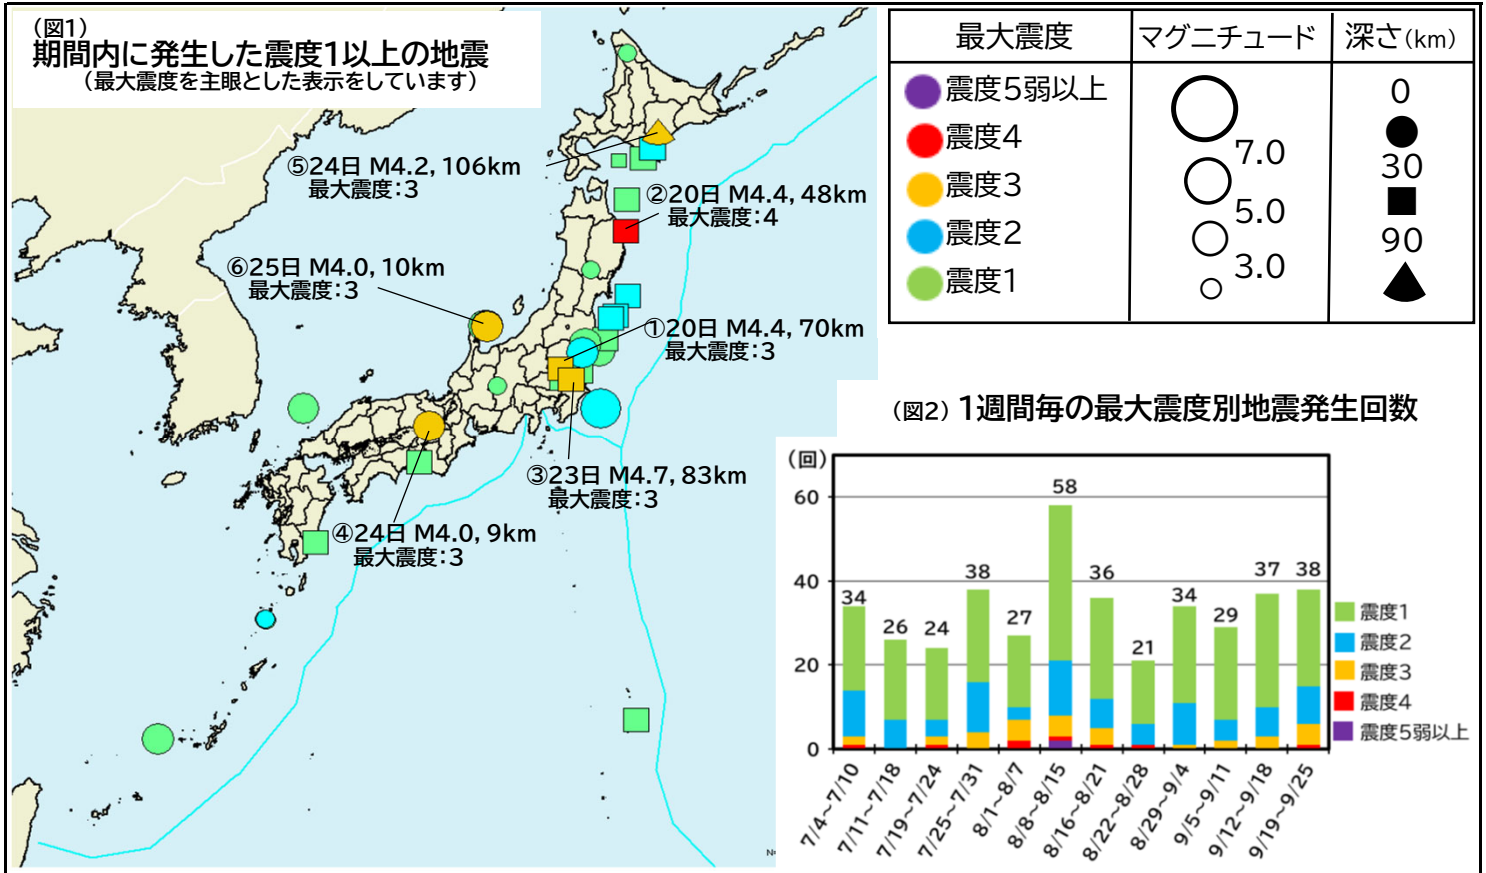 （図1）
期間内に発生した震度1以上の地震
（最大震度を主眼とした表示をしています）
⑤24日 M4.2, 106km
最大震度：3
②20日 M4.4, 48km
最大震度：4
⑥25日 M4.0, 10km
最大震度：3
①20日 M4.4, 70km
最大震度：3
③23日 M4.7, 83km
最大震度：3
④24日 M4.0, 9km
最大震度：3
最大震度 マグニチュード 深さ(km)
震度5弱以上
震度4
震度3
震度2
震度1
7.0
5.0
3.0
0
30
90
（図2）1週間毎の最大震度別地震発生回数
（回）
60
40
20
0
34
26
24
38
27
58
36
21
34
29
37
38
7/4～7/10
7/11～7/18
7/19～7/24
7/25～7/31
8/1～8/7
8/8～8/15
8/16～8/21
8/22～8/28
8/29～9/4
9/5～9/11
9/12～9/18
9/19～9/25
震度1
震度2
震度3
震度4
震度5弱以上